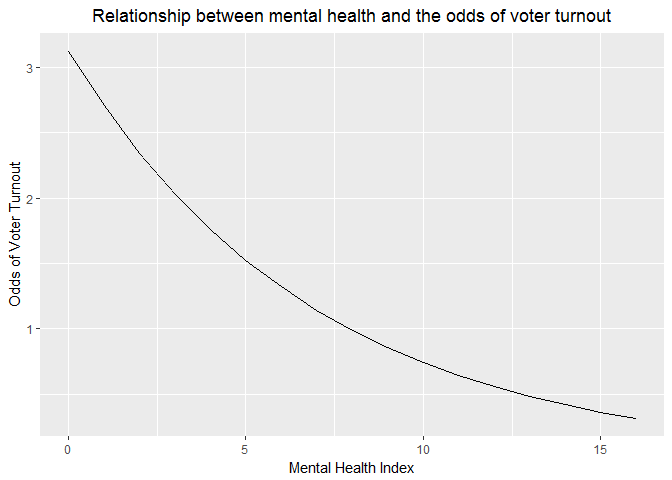 Relationship between mental health and the odds of voter turnout
Odds of Voter Turnout
3
2
1
0
5
10
15
Mental Health Index